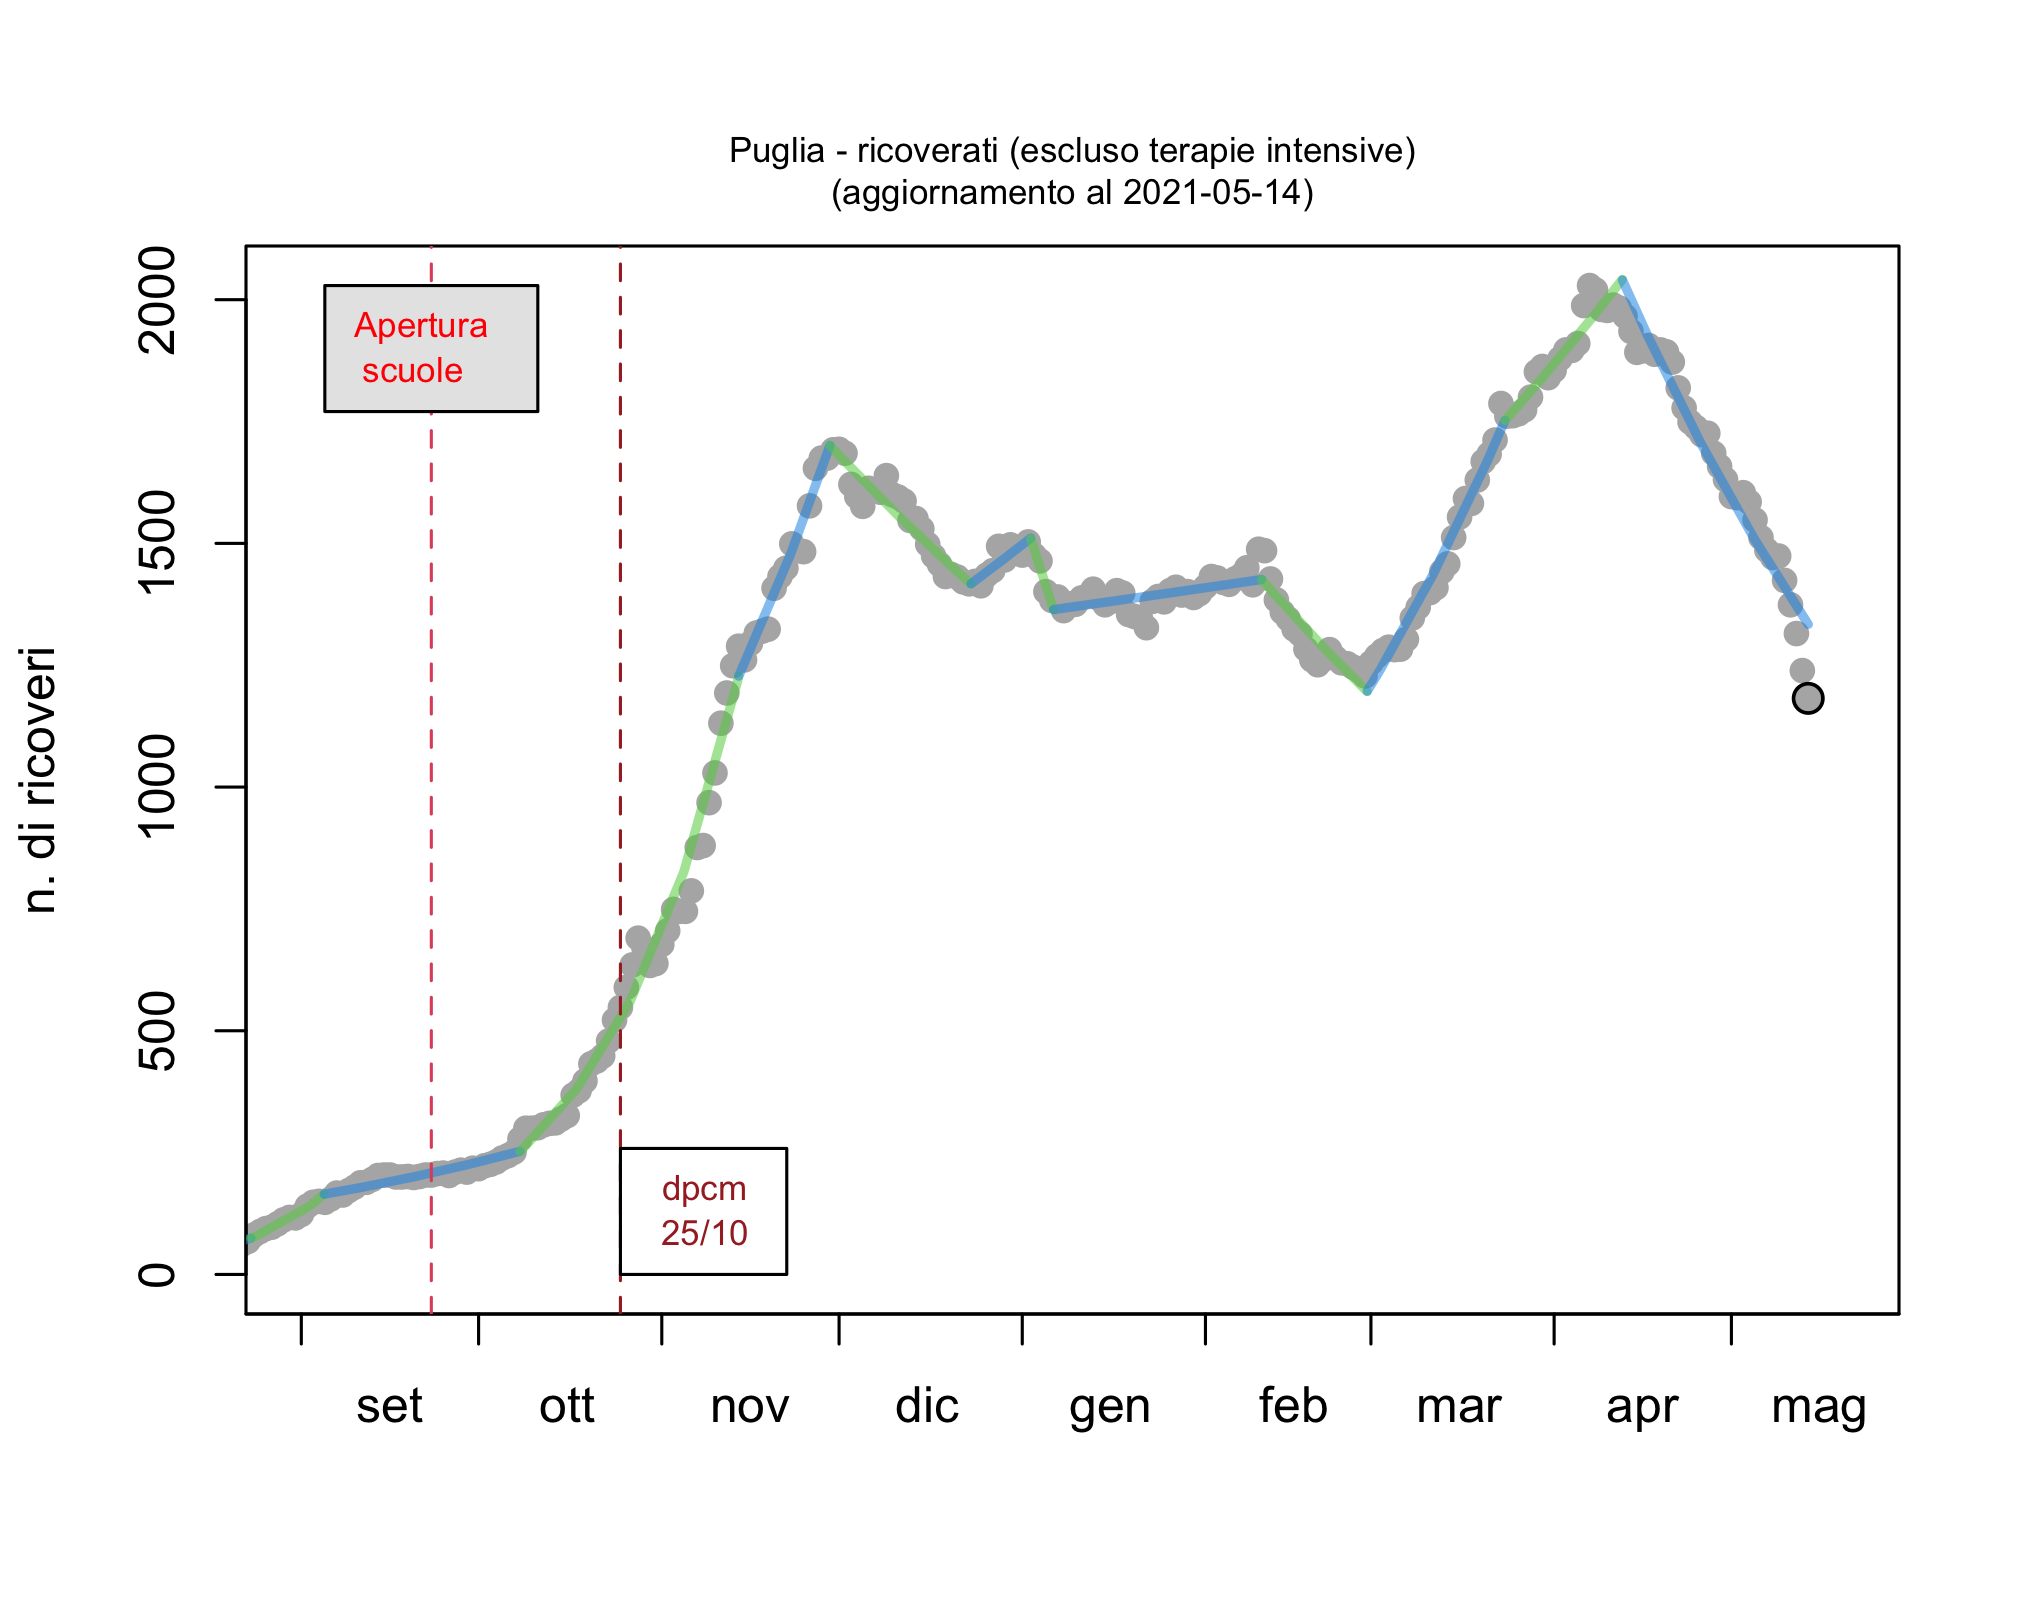 Puglia - ricoverati (escluso terapie intensive)
(aggiornamento al 2021-05-14)
n. di ricoveri
2000
1500
1000
500
0
Apertura
scuole
dpcm
25/10
set ott nov dic gen feb mar apr mag